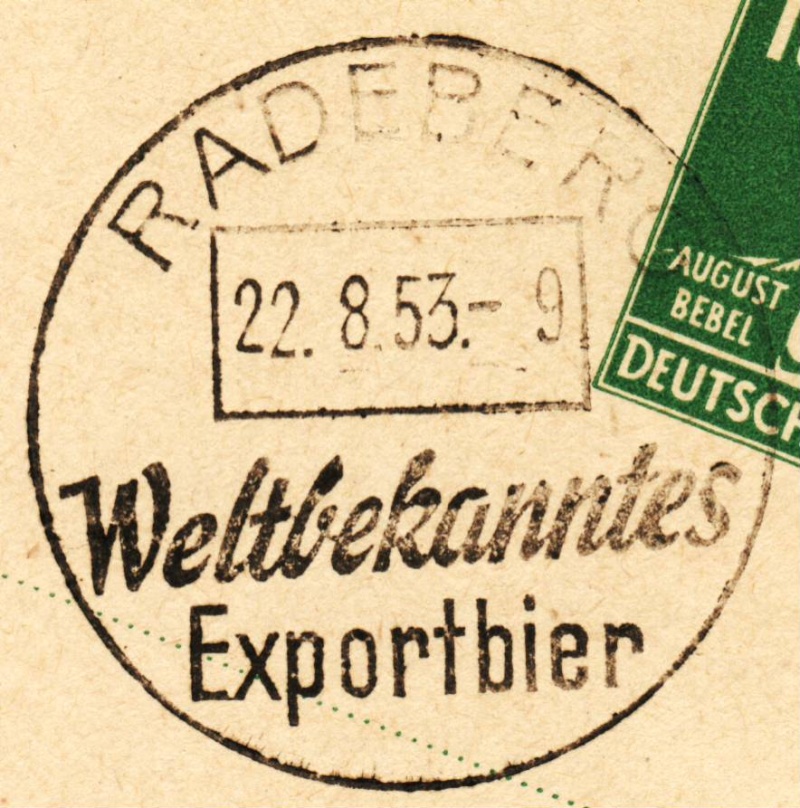 RADEBERG
22. 8.53.– 9
Weltbekanntes
Exportbier
AUGUST
BEBEL
DEUTSCH